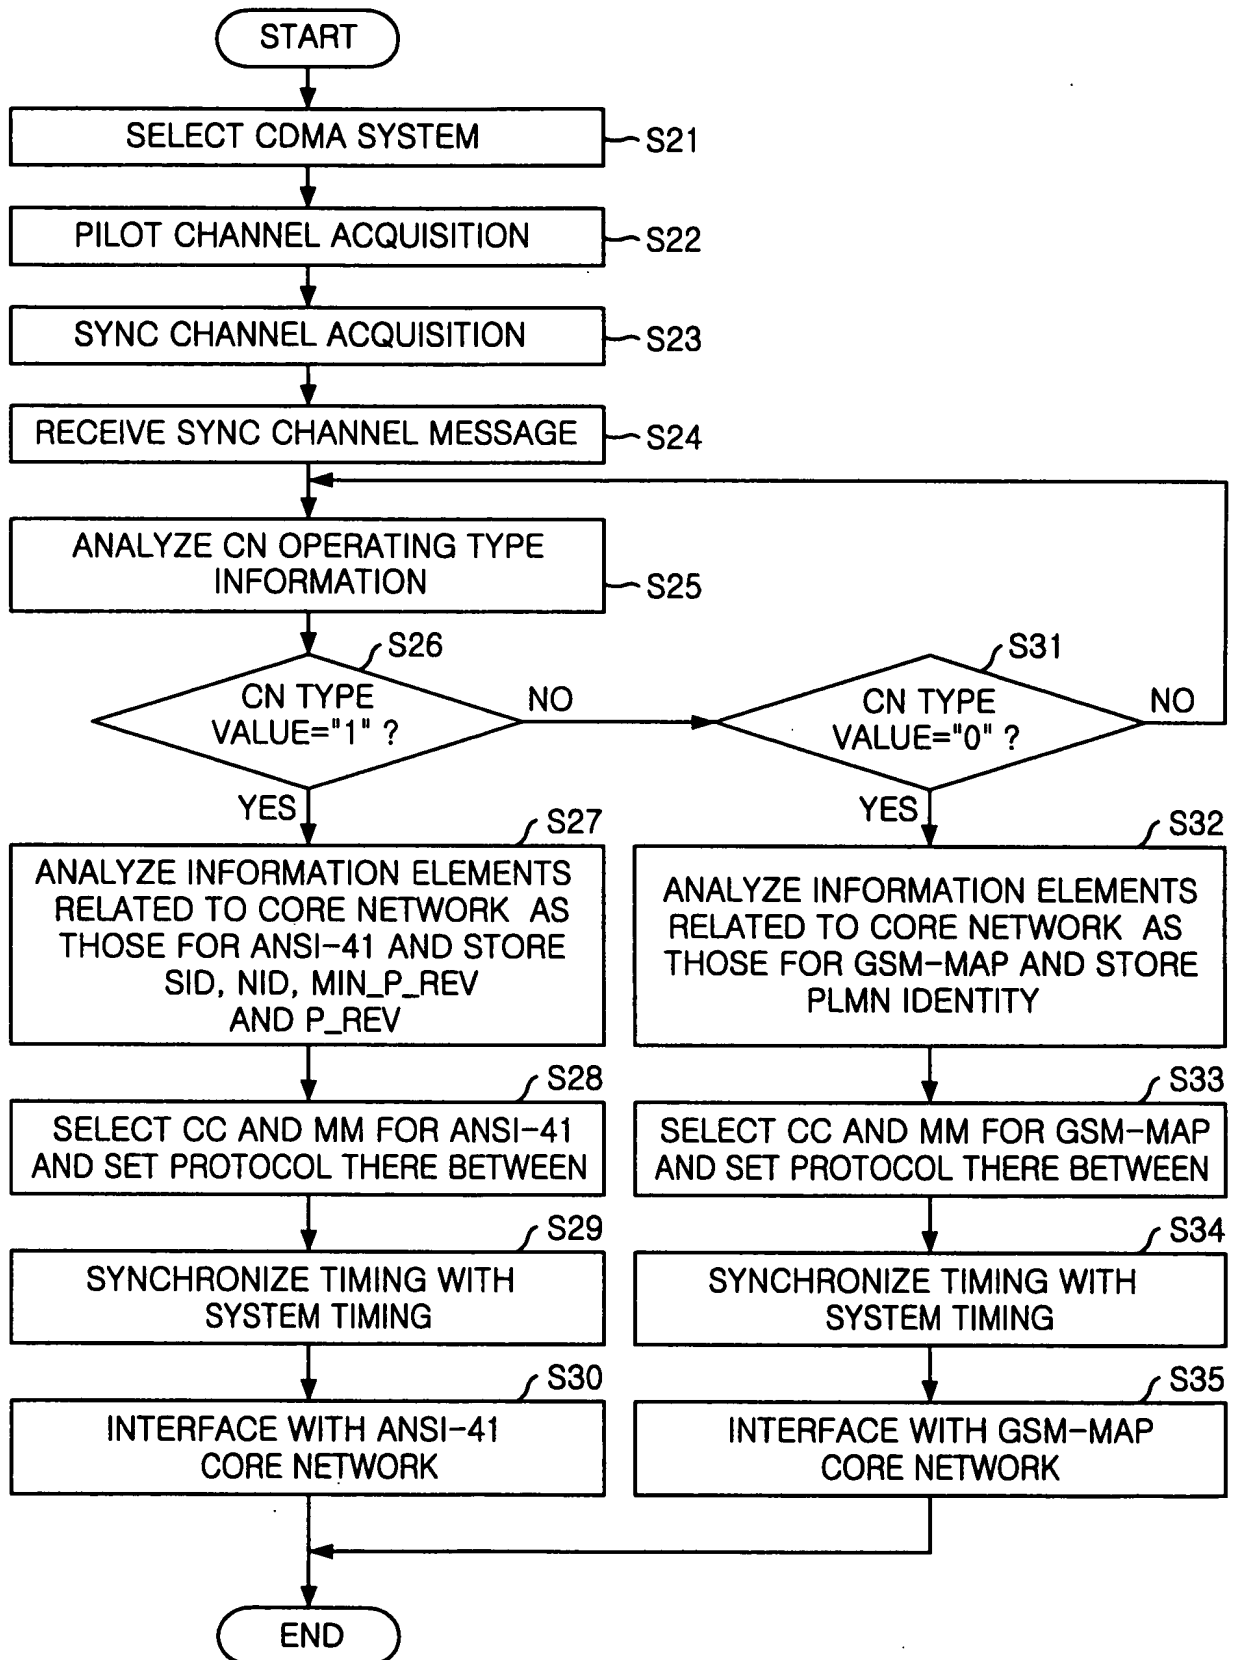 START
SELECT CDMA SYSTEM
S21
PILOT CHANNEL ACQUISITION
S22
SYNC CHANNEL ACQUISITION
S23
RECEIVE SYNC CHANNEL MESSAGE
S24
ANALYZE CN OPERATING TYPE
INFORMATION
S25
S26
CN TYPE
VALUE="1" ?
NO
YES
S31
CN TYPE
VALUE="0" ?
NO
YES
S27
ANALYZE INFORMATION ELEMENTS
RELATED TO CORE NETWORK AS
THOSE FOR ANSI-41 AND STORE
SID, NID, MIN_P_REV
AND P_REV
S32
ANALYZE INFORMATION ELEMENTS
RELATED TO CORE NETWORK AS
THOSE FOR GSM-MAP AND STORE
PLMN IDENTITY
S28
SELECT CC AND MM FOR ANSI-41
AND SET PROTOCOL THERE BETWEEN
S33
SELECT CC AND MM FOR GSM-MAP
AND SET PROTOCOL THERE BETWEEN
S29
SYNCHRONIZE TIMING WITH
SYSTEM TIMING
S34
SYNCHRONIZE TIMING WITH
SYSTEM TIMING
S30
INTERFACE WITH ANSI-41
CORE NETWORK
S35
INTERFACE WITH GSM-MAP
CORE NETWORK
END